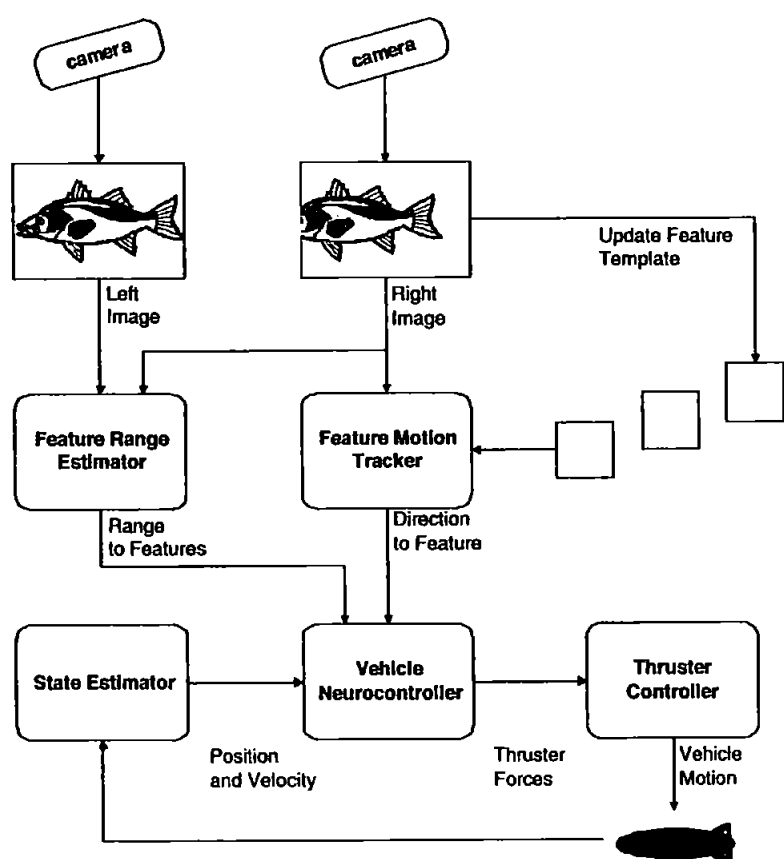 camera
camera
Update Feature
Template
Left
Image
Right
Image
Feature Range
Estimator
Feature Motion
Tracker
Range
to Features
Direction
to Feature
State Estimator
Vehicle
Neurocontroller
Thruster
Controller
Position
and Velocity
Thruster
Forces
Vehicle
Motion